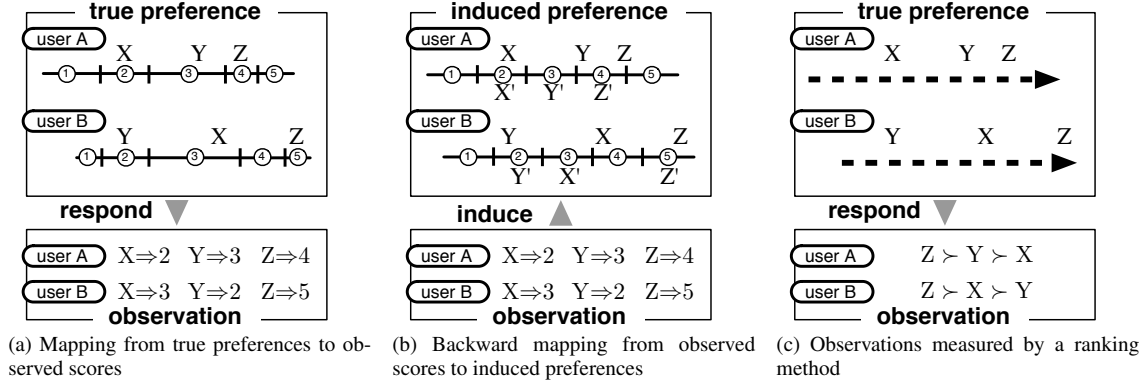 true preference
user A
X Y Z
1 2 3 4 5
user B
Y X Z
1 2 3 4 5
respond
user A X⇒2 Y⇒3 Z⇒4
user B X⇒3 Y⇒2 Z⇒5
observation
(a) Mapping from true preferences to ob-
served scores
induced preference
user A
X Y Z
1 2 3 4 5
X' Y' Z'
user B
Y X Z
1 2 3 4 5
Y' X' Z'
induce
user A X⇒2 Y⇒3 Z⇒4
user B X⇒3 Y⇒2 Z⇒5
observation
(b) Backward mapping from observed
scores to induced preferences
true preference
user A
X Y Z
user B
Y X Z
respond
user A Z ≻ Y ≻ X
user B Z ≻ X ≻ Y
observation
(c) Observations measured by a ranking
method